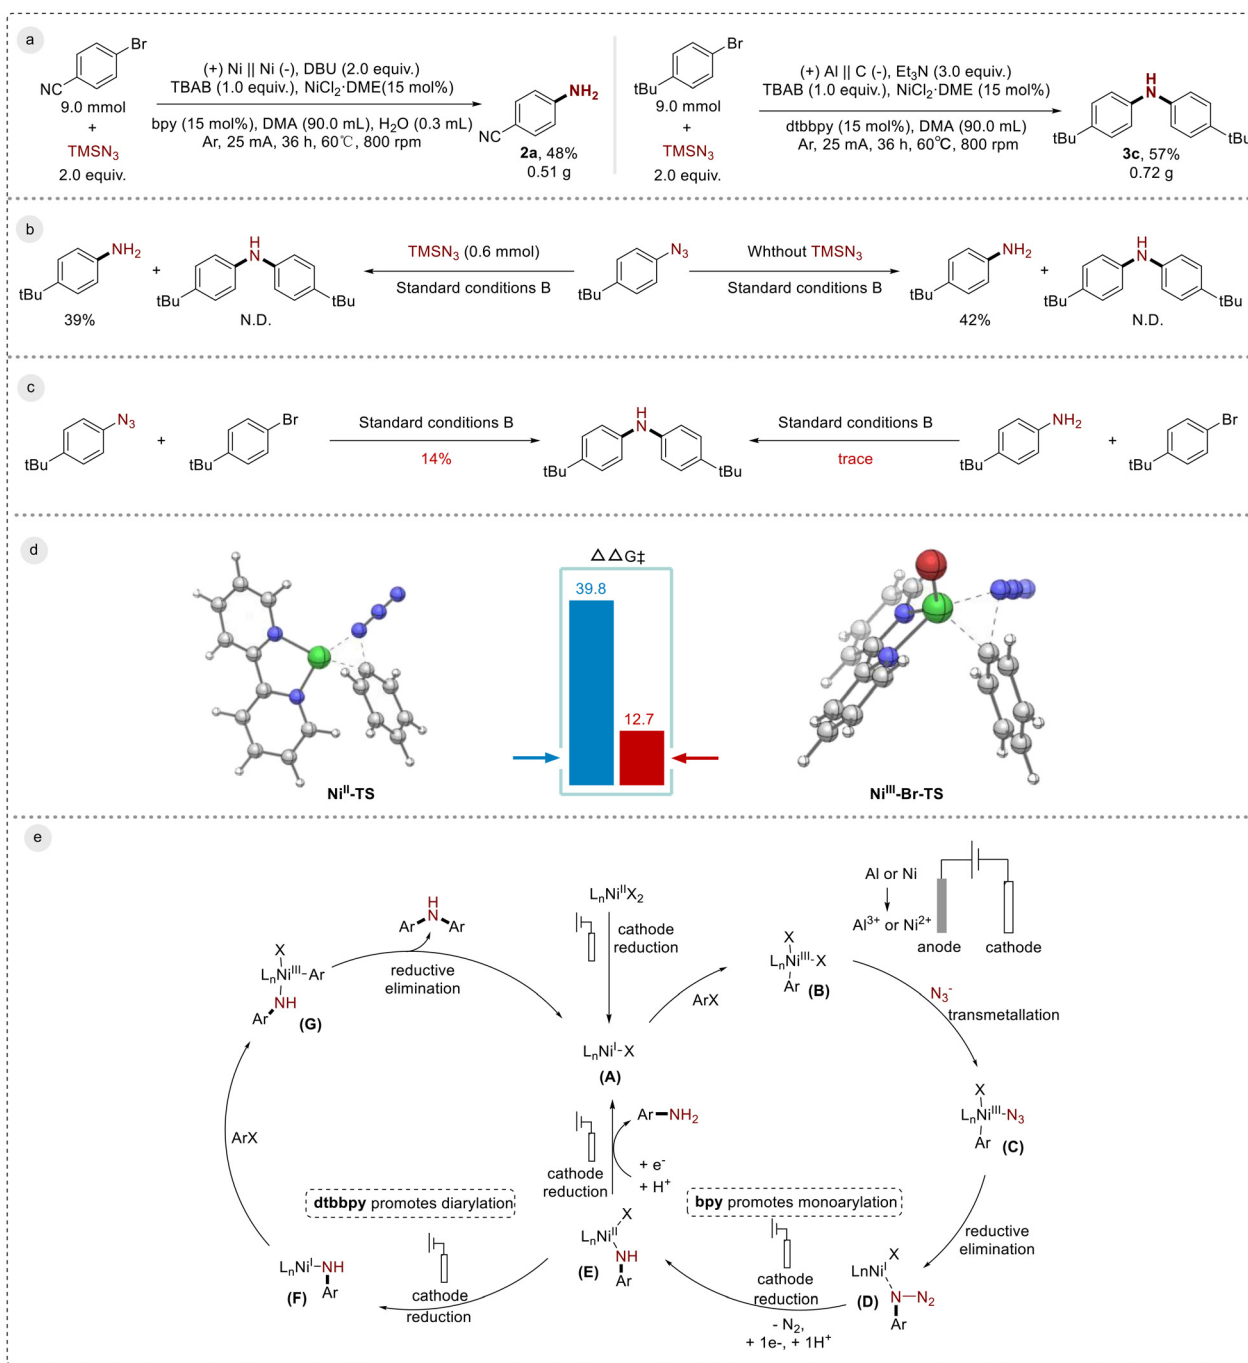 a
Br
CN
9.0 mmol
+
TMSN3
2.0 equiv.
(+) Ni || Ni (-), DBU (2.0 equiv.)
TBAB (1.0 equiv.), NiCl2·DME(15 mol%)
bpy (15 mol%), DMA (90.0 mL), H2O (0.3 mL)
Ar, 25 mA, 36 h, 60℃, 800 rpm
NH2
CN
2a, 48%
0.51 g
Br
tBu
9.0 mmol
+
TMSN3
2.0 equiv.
(+) Al || C (-), Et3N (3.0 equiv.)
TBAB (1.0 equiv.), NiCl2·DME (15 mol%)
dtbbpy (15 mol%), DMA (90.0 mL)
Ar, 25 mA, 36 h, 60°C, 800 rpm
H
N
tBu
tBu
3c, 57%
0.72 g
b
NH2
tBu
39%
+
H
N
tBu
tBu
N.D.
TMSN3 (0.6 mmol)
Standard conditions B
N3
tBu
Whthout TMSN3
Standard conditions B
NH2
tBu
42%
+
H
N
tBu
tBu
N.D.
c
N3
tBu
+
Br
tBu
Standard conditions B
14%
H
N
tBu
tBu
Standard conditions B
trace
NH2
tBu
+
Br
tBu
d
NiII-TS
△△G‡
39.8
12.7
NiIII-Br-TS
e
LnNiIIX2
cathode
reduction
Al or Ni
Al3+ or Ni2+
anode
cathode
H
N
Ar
Ar
reductive
elimination
X
LnNiIII-Ar
NH
Ar
(G)
ArX
X
LnNiIII-X
Ar
(B)
N3-
transmetallation
LnNiI-X
(A)
X
LnNiIII-N3
Ar
(C)
Ar-NH2
+ e-
+ H+
cathode
reduction
ArX
dtbbpy promotes diarylation
bpy promotes monoarylation
reductive
elimination
X
LnNiII
NH
Ar
(E)
LnNiI-NH
Ar
(F)
cathode
reduction
cathode
reduction
- N2,
+ 1e-, + 1H+
X
LnNiI
N-N2
Ar
(D)